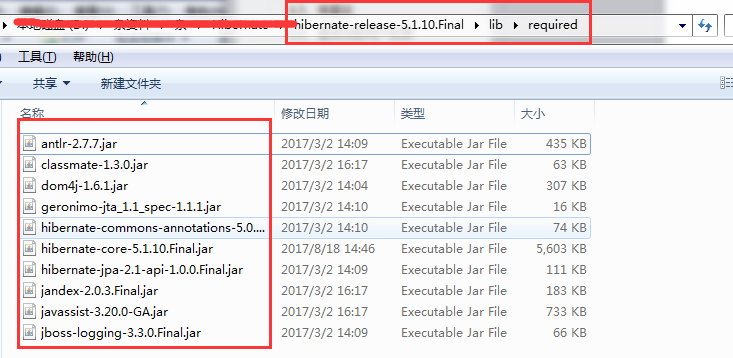 hibernate-release-5.1.10.Final ▸ lib ▸ required
工具(T) 帮助(H)
共享 ▾ 新建文件夹
名称 修改日期 类型 大小
antlr-2.7.7.jar 2017/3/2 14:09 Executable Jar File 435 KB
classmate-1.3.0.jar 2017/3/2 16:17 Executable Jar File 63 KB
dom4j-1.6.1.jar 2017/3/2 14:04 Executable Jar File 307 KB
geronimo-jta_1.1_spec-1.1.1.jar 2017/3/2 14:10 Executable Jar File 16 KB
hibernate-commons-annotations-5.0.... 2017/3/2 14:10 Executable Jar File 74 KB
hibernate-core-5.1.10.Final.jar 2017/8/18 14:46 Executable Jar File 5,603 KB
hibernate-jpa-2.1-api-1.0.0.Final.jar 2017/3/2 14:09 Executable Jar File 111 KB
jandex-2.0.3.Final.jar 2017/3/2 16:17 Executable Jar File 183 KB
javassist-3.20.0-GA.jar 2017/3/2 16:17 Executable Jar File 733 KB
jboss-logging-3.3.0.Final.jar 2017/3/2 14:09 Executable Jar File 66 KB